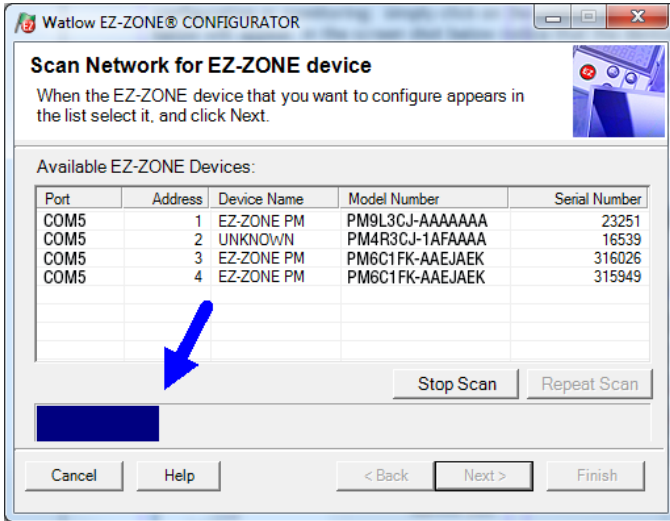 Watlow EZ-ZONE® CONFIGURATOR
Scan Network for EZ-ZONE device
When the EZ-ZONE device that you want to configure appears in
the list select it, and click Next.
Available EZ-ZONE Devices:
Port Address Device Name Model Number Serial Number
COM5 1 EZ-ZONE PM PM9L3CJ-AAAAAAA 23251
COM5 2 UNKNOWN PM4R3CJ-1AFAAAA 16539
COM5 3 EZ-ZONE PM PM6C1FK-AAEJAEK 316026
COM5 4 EZ-ZONE PM PM6C1FK-AAEJAEK 315949
Stop Scan Repeat Scan
Cancel Help < Back Next > Finish